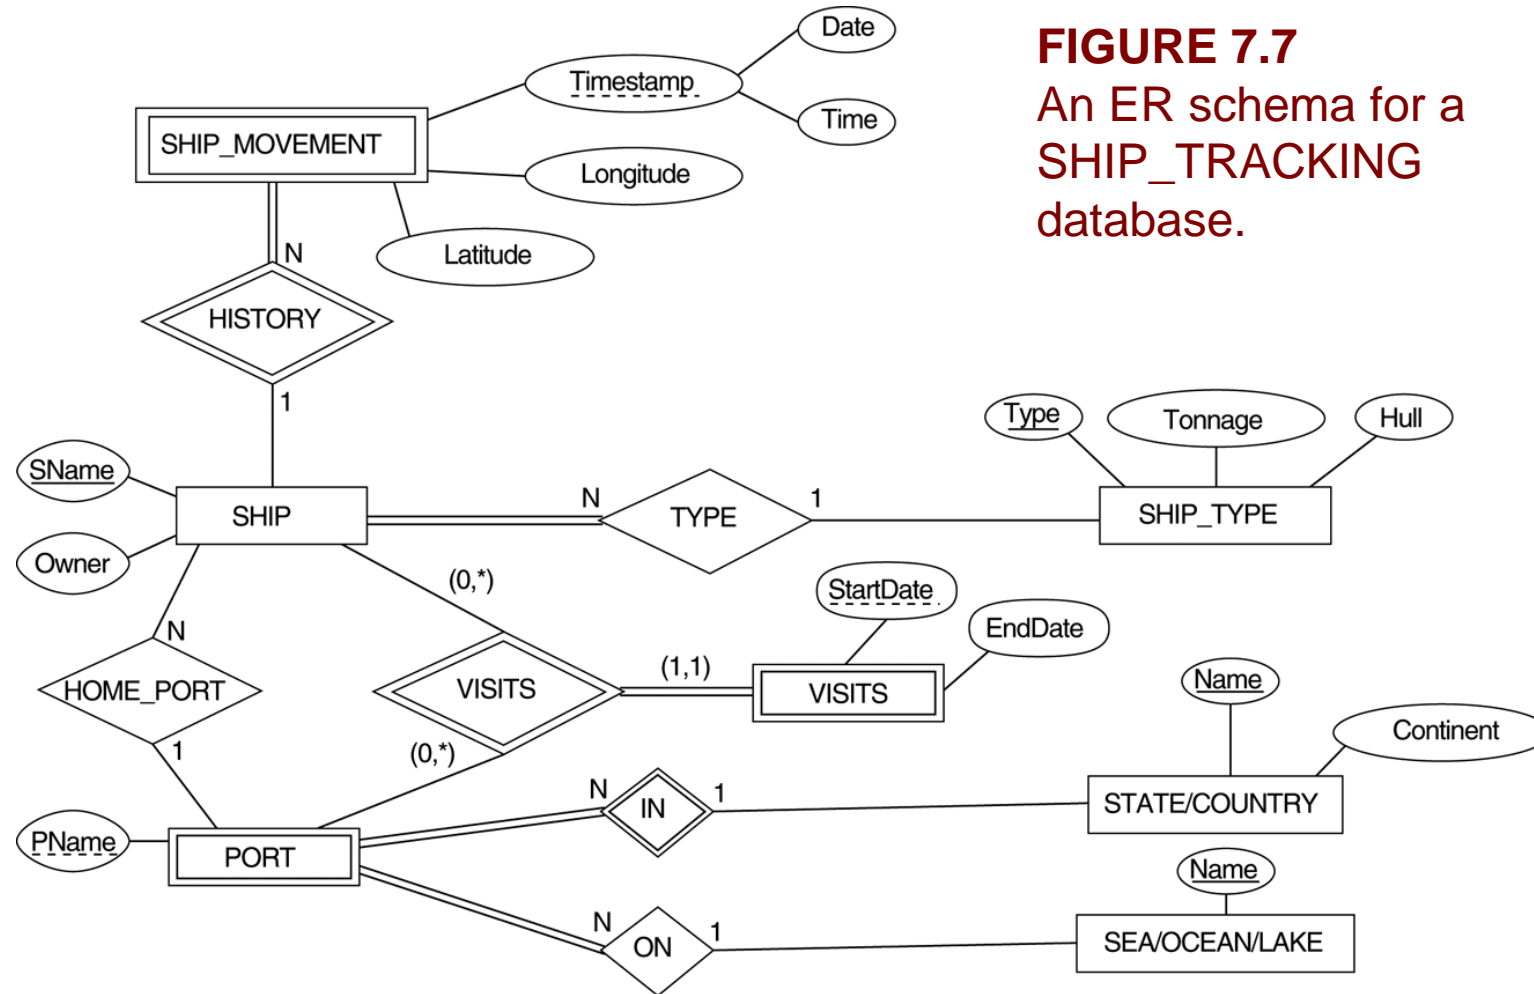 FIGURE 7.7
An ER schema for a
SHIP_TRACKING
database.
Date
Timestamp
Time
SHIP_MOVEMENT
Longitude
Latitude
N
HISTORY
1
SName
SHIP
Owner
N
TYPE
1
Type
Tonnage
Hull
SHIP_TYPE
(0,*)
StartDate
EndDate
N
HOME_PORT
1
VISITS
(1,1)
VISITS
(0,*)
Name
Continent
N
IN
1
STATE/COUNTRY
PName
PORT
Name
N
ON
1
SEA/OCEAN/LAKE